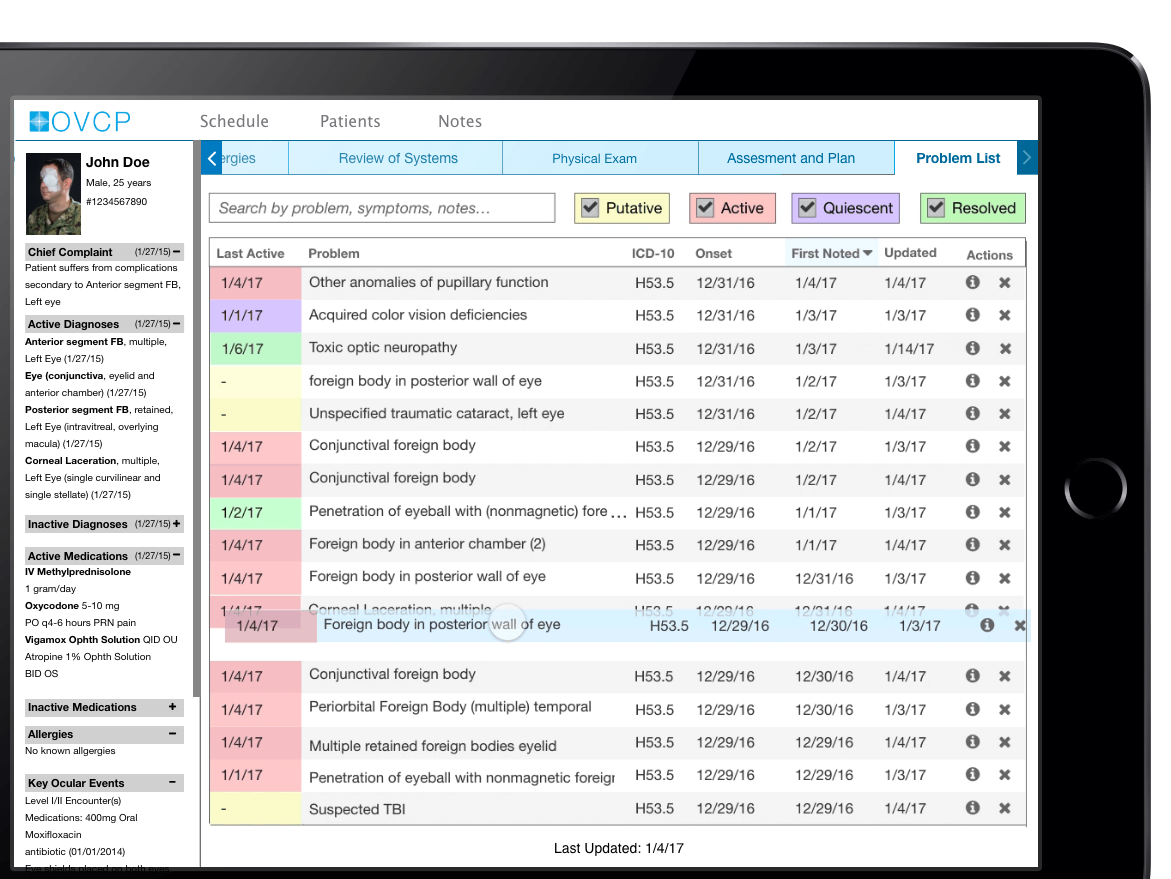 OVCP
Schedule Patients Notes
John Doe
Male, 25 years
#1234567890
Chief Complaint (1/27/15)
Patient suffers from complications
secondary to Anterior segment FB,
Left eye
Active Diagnoses (1/27/15)
Anterior segment FB, multiple,
Left Eye (1/27/15)
Eye (conjunctiva, eyelid and
anterior chamber) (1/27/15)
Posterior segment FB, retained,
Left Eye (intravitreal, overlying
macula) (1/27/15)
Corneal Laceration, multiple,
Left Eye (single curvilinear and
single stellate) (1/27/15)
Inactive Diagnoses (1/27/15) +
Active Medications (1/27/15)
IV Methylprednisolone
1 gram/day
Oxycodone 5-10 mg
PO q4-6 hours PRN pain
Vigamox Ophth Solution QID OU
Atropine 1% Ophth Solution
BID OS
Inactive Medications +
Allergies −
No known allgergies
Key Ocular Events −
Level I/II Encounter(s)
Medications: 400mg Oral
Moxifloxacin
antibiotic (01/01/2014)
Eye shields placed on both eyes
ergies Review of Systems Physical Exam Assesment and Plan Problem List
Search by problem, symptoms, notes… Putative Active Quiescent Resolved
Last Active Problem ICD-10 Onset First Noted Updated Actions
1/4/17 Other anomalies of pupillary function H53.5 12/31/16 1/4/17 1/4/17
1/1/17 Acquired color vision deficiencies H53.5 12/31/16 1/3/17 1/3/17
1/6/17 Toxic optic neuropathy H53.5 12/31/16 1/3/17 1/14/17
- foreign body in posterior wall of eye H53.5 12/31/16 1/2/17 1/3/17
- Unspecified traumatic cataract, left eye H53.5 12/31/16 1/2/17 1/4/17
1/4/17 Conjunctival foreign body H53.5 12/29/16 1/2/17 1/3/17
1/4/17 Conjunctival foreign body H53.5 12/29/16 1/2/17 1/4/17
1/2/17 Penetration of eyeball with (nonmagnetic) fore ... H53.5 12/29/16 1/1/17 1/3/17
1/4/17 Foreign body in anterior chamber (2) H53.5 12/29/16 1/1/17 1/4/17
1/4/17 Foreign body in posterior wall of eye H53.5 12/29/16 12/31/16 1/3/17
1/4/17 Corneal Laceration, multiple H53.5 12/29/16 12/31/16 1/4/17
1/4/17 Foreign body in posterior wall of eye H53.5 12/29/16 12/30/16 1/3/17
1/4/17 Conjunctival foreign body H53.5 12/29/16 12/30/16 1/4/17
1/4/17 Periorbital Foreign Body (multiple) temporal H53.5 12/29/16 12/30/16 1/3/17
1/4/17 Multiple retained foreign bodies eyelid H53.5 12/29/16 12/29/16 1/4/17
1/1/17 Penetration of eyeball with nonmagnetic foreigr H53.5 12/29/16 12/29/16 1/3/17
- Suspected TBI H53.5 12/29/16 12/29/16 1/4/17
Last Updated: 1/4/17